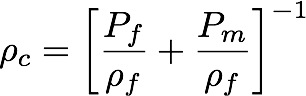 ρ_c = [ P_f / ρ_f + P_m / ρ_f ]^{-1}